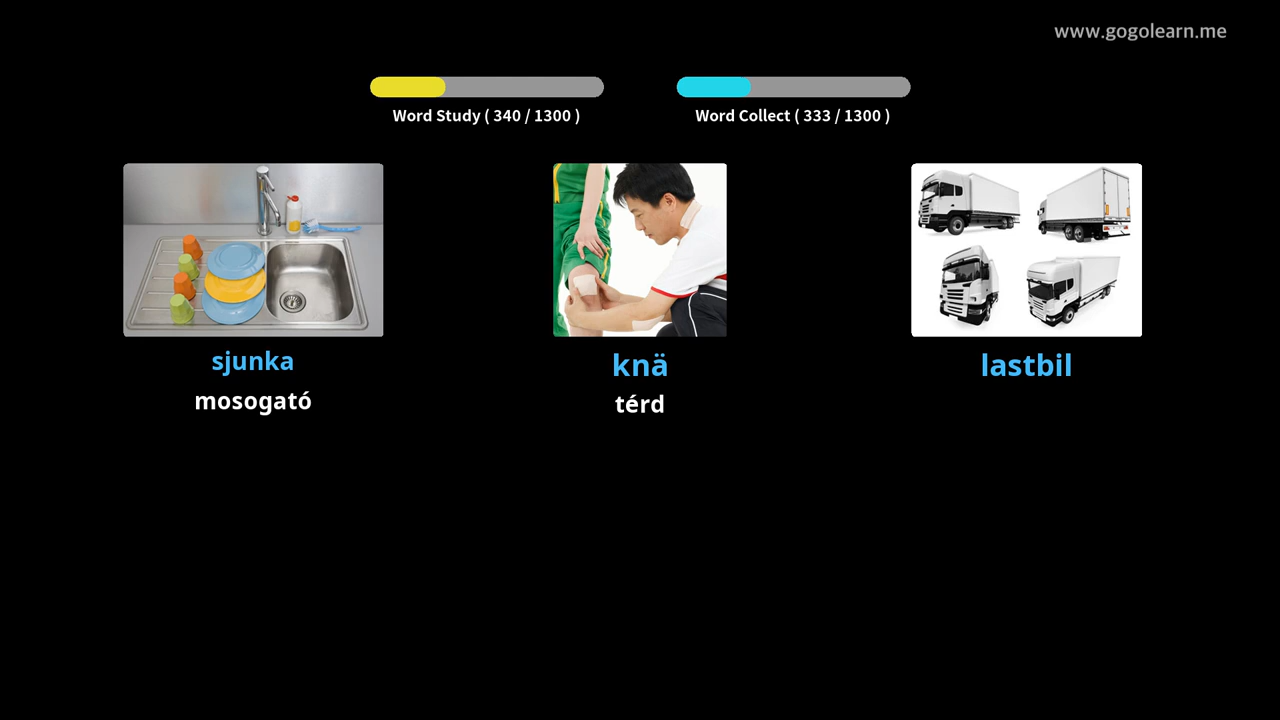 www.gogolearn.me
Word Study ( 340 / 1300 )
Word Collect ( 333 / 1300 )
sjunka
mosogató
knä
térd
lastbil